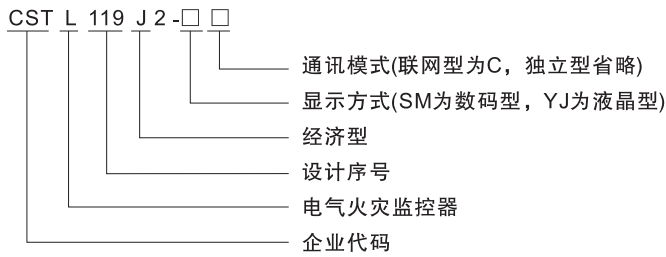 CST L 119 J 2 - □ □
通讯模式(联网型为C，独立型省略)
显示方式(SM为数码型，YJ为液晶型)
经济型
设计序号
电气火灾监控器
企业代码